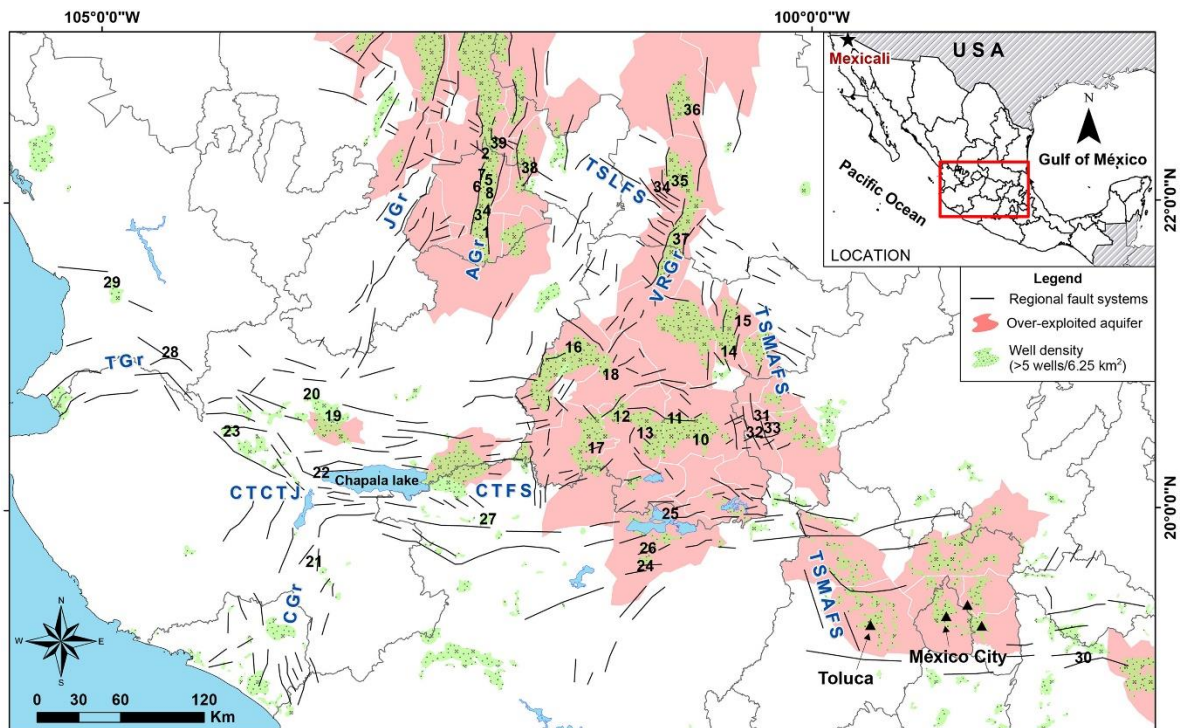 105°0'0"W
100°0'0"W
USA
Mexicali
N
Gulf of México
Pacific Ocean
LOCATION
22°0'0"N
Legend
Regional fault systems
Over-exploited aquifer
Well density
(>5 wells/6.25 km²)
36
39
2
38
7
5
6
8
TSLFS
34
35
JGr
4
3
1
AGr
37
VRGr
29
15
TSMAFS
14
28
TGr
16
18
20
19
12
11
31
23
13
10
32
33
17
22
Chapala lake
CTCTJ
CTFS
20°0'0"N
25
27
26
24
21
TSMAFS
CGr
N
W
E
S
Toluca
México City
30
0 30 60 120
Km